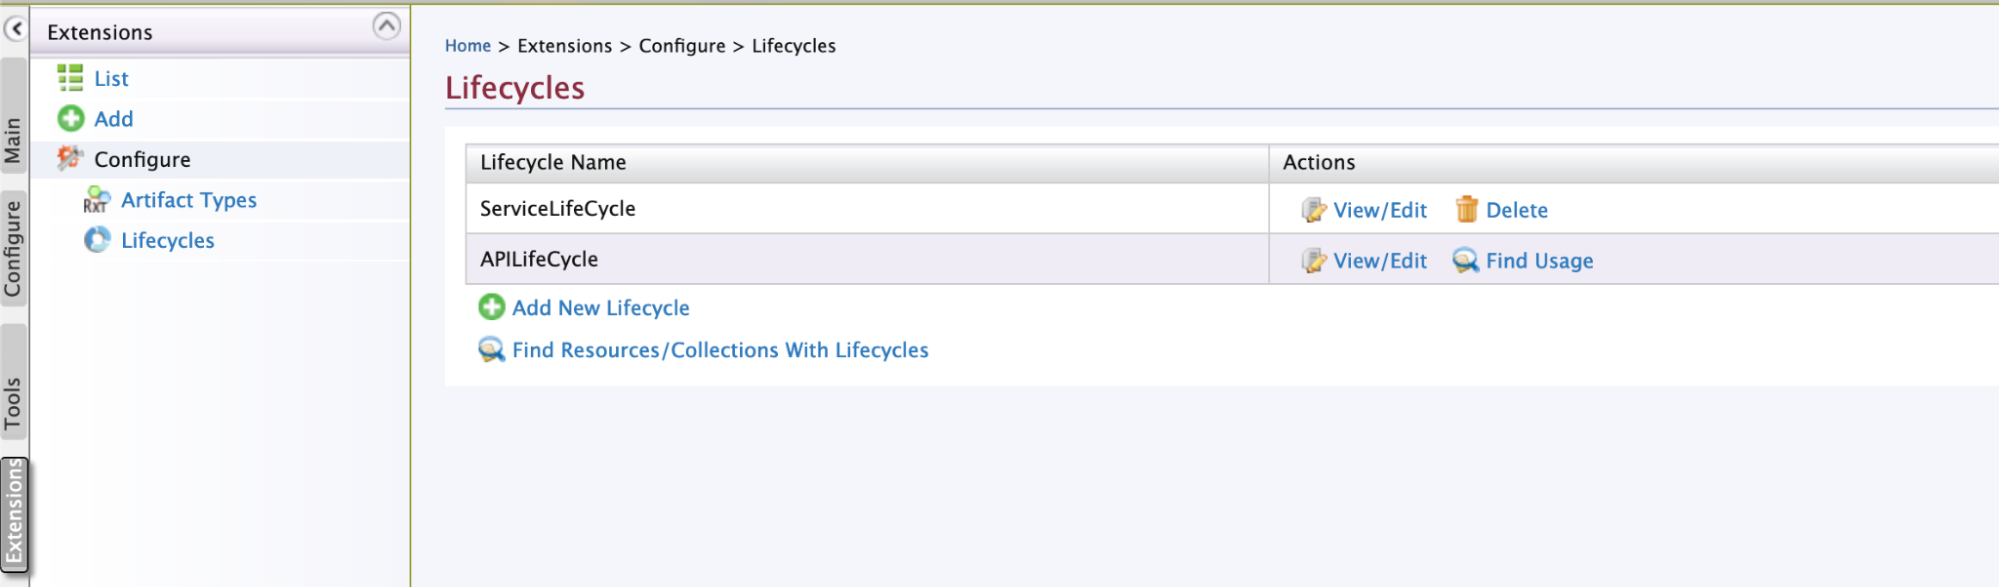 Main
Configure
Tools
Extensions
Extensions
List
Add
Configure
RXT Artifact Types
Lifecycles
Home > Extensions > Configure > Lifecycles
Lifecycles
Lifecycle Name Actions
ServiceLifeCycle View/Edit Delete
APILifeCycle View/Edit Find Usage
Add New Lifecycle
Find Resources/Collections With Lifecycles